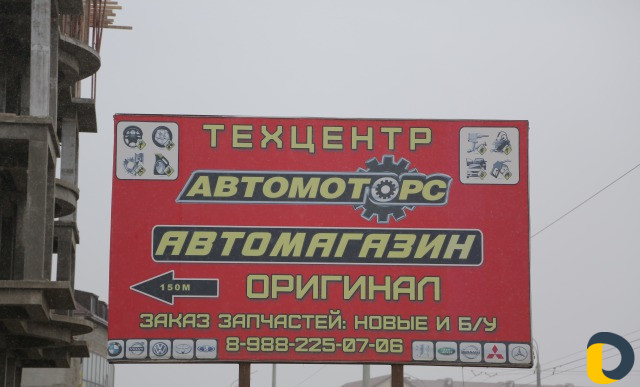 ТЕХЦЕНТР
АВТОМОТОРС
АВТОМАГАЗИН
150М
ОРИГИНАЛ
ЗАКАЗ ЗАПЧАСТЕЙ: НОВЫЕ И Б/У
8-988-225-07-06